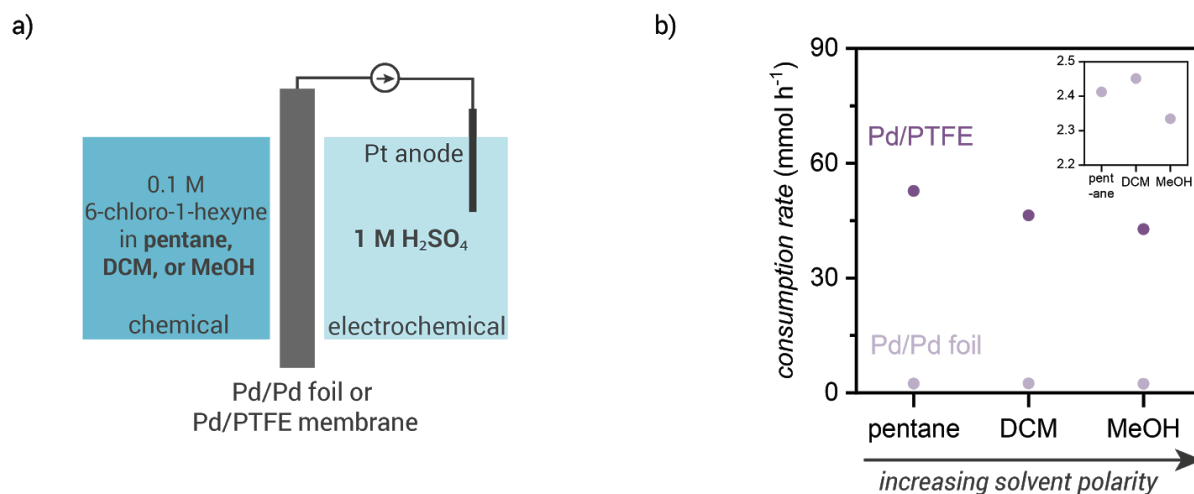 a)
0.1 M
6-chloro-1-hexyne
in pentane,
DCM, or MeOH
chemical
Pt anode
1 M H₂SO₄
electrochemical
Pd/Pd foil or
Pd/PTFE membrane
b)
consumption rate (mmol h⁻¹)
90
60
30
0
Pd/PTFE
Pd/Pd foil
2.5
2.4
2.3
2.2
pent
-ane
DCM
MeOH
pentane
DCM
MeOH
increasing solvent polarity